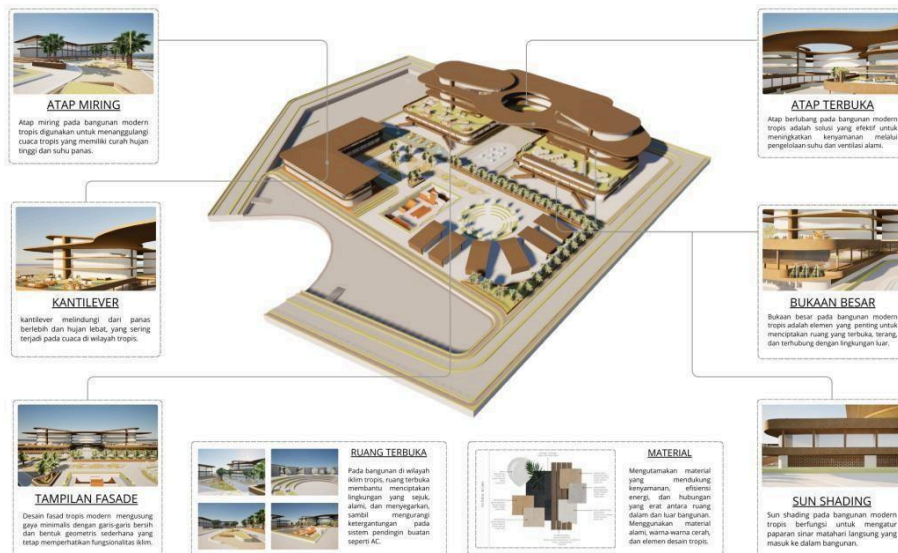 ATAP MIRING
Atap miring pada bangunan modern
tropis digunakan untuk menanggulangi
cuaca tropis yang memiliki curah hujan
tinggi dan suhu panas.
KANTILEVER
kantilever melindungi dari panas
berlebih dan hujan lebat, yang sering
terjadi pada cuaca di wilayah tropis.
TAMPILAN FASADE
Desain fasad tropis modern mengusung
gaya minimalis dengan garis-garis bersih
dan bentuk geometris sederhana yang
tetap memperhatikan fungsionalitas iklim.
RUANG TERBUKA
Pada bangunan di wilayah
iklim tropis, ruang terbuka
membantu menciptakan
lingkungan yang sejuk,
alami, dan menyegarkan,
sambil mengurangi
ketergantungan pada
sistem pendingin buatan
seperti AC.
MATERIAL
Mengutamakan material
yang mendukung
kenyamanan, efisiensi
energi, dan hubungan
yang erat antara ruang
dalam dan luar bangunan.
Menggunakan material
alami, warna-warna cerah,
dan elemen desain tropis.
ATAP TERBUKA
Atap berlubang pada bangunan modern
tropis adalah solusi yang efektif untuk
meningkatkan kenyamanan melalui
pengelolaan suhu dan ventilasi alami.
BUKAAN BESAR
Bukaan besar pada bangunan modern
tropis adalah elemen yang penting untuk
menciptakan ruang yang terbuka, terang,
dan terhubung dengan lingkungan luar.
SUN SHADING
Sun shading pada bangunan modern
tropis berfungsi untuk mengatur
paparan sinar matahari langsung yang
masuk ke dalam bangunan.